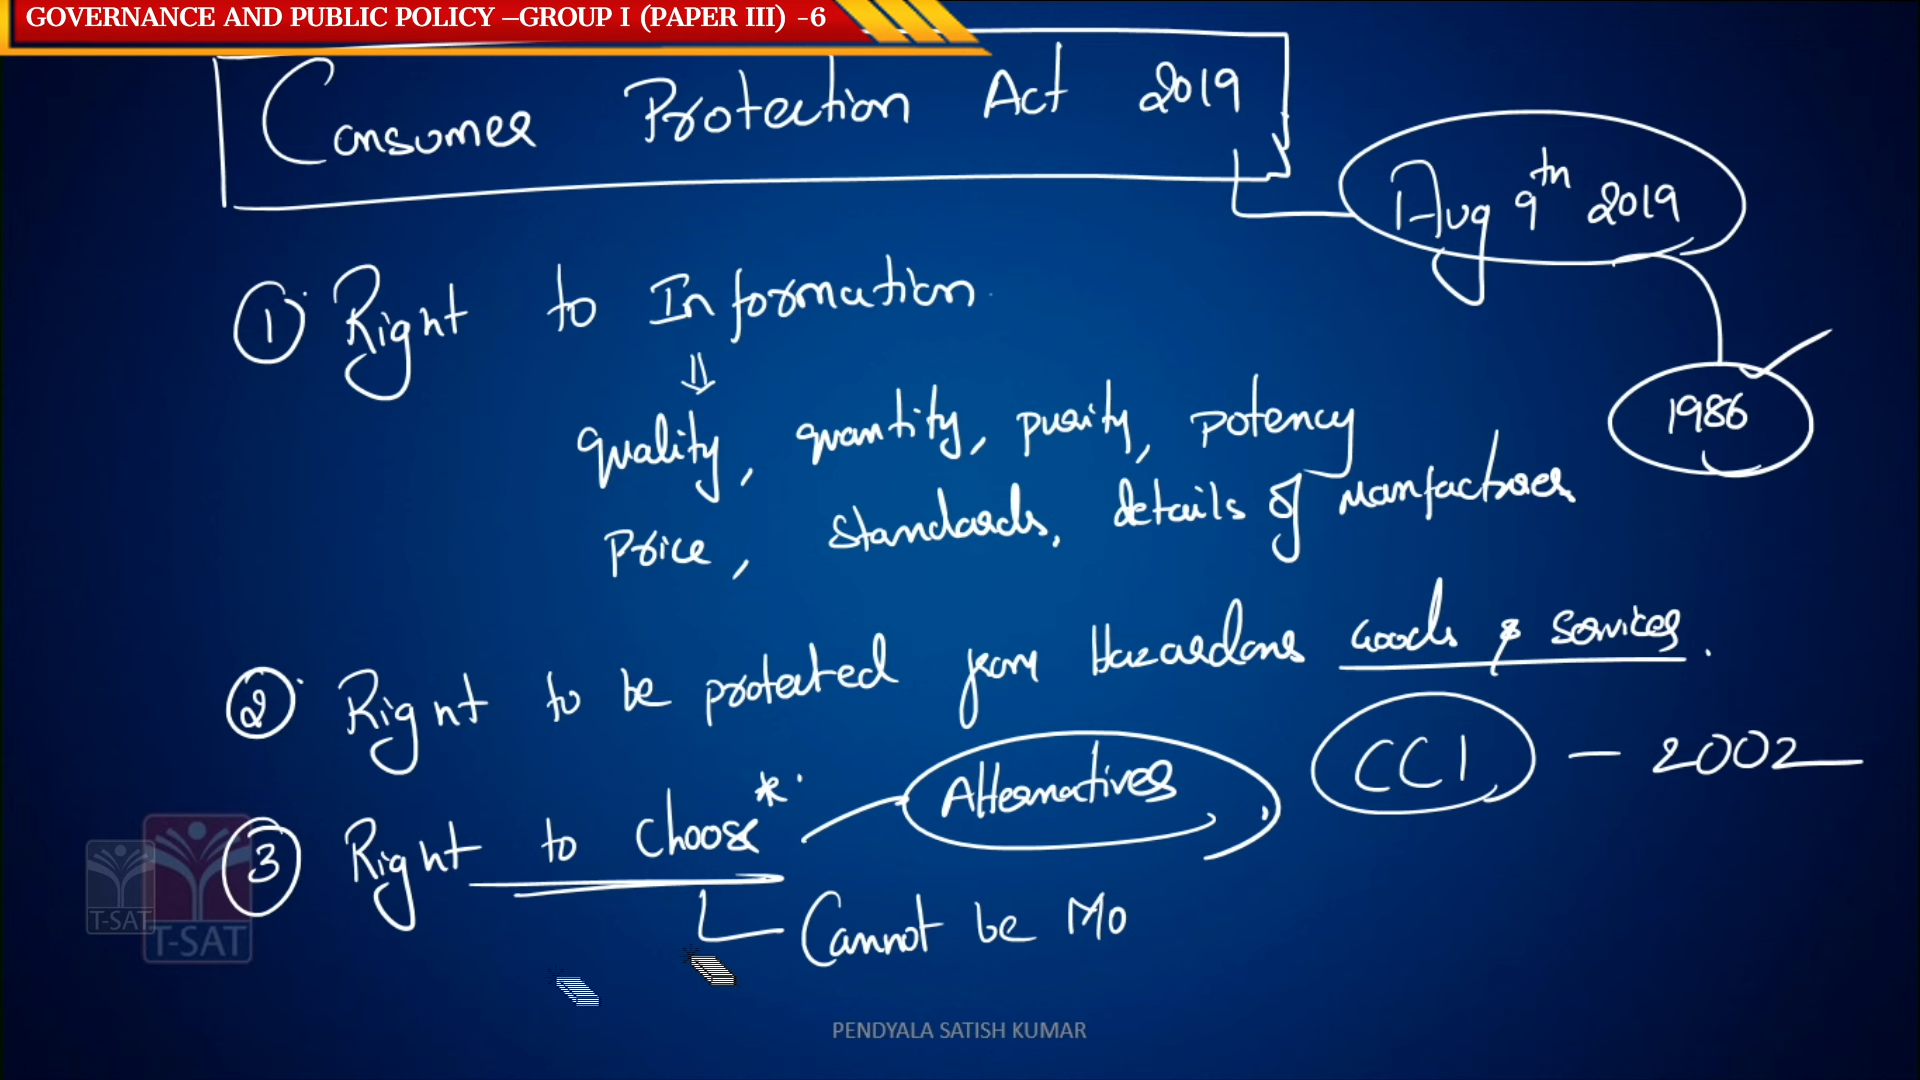 GOVERNANCE AND PUBLIC POLICY –GROUP I (PAPER III) -6
Consumer Protection Act 2019
Aug 9th 2019
1986
① Right to Information
⇓
quality, quantity, purity, potency
Price, standards, details of manfacturer
② Right to be protected from Hazardous Goods & services.
CCI – 2002
③ Right to choose* Alternatives
Cannot be Mo
T-SAT
T-SAT
PENDYALA SATISH KUMAR